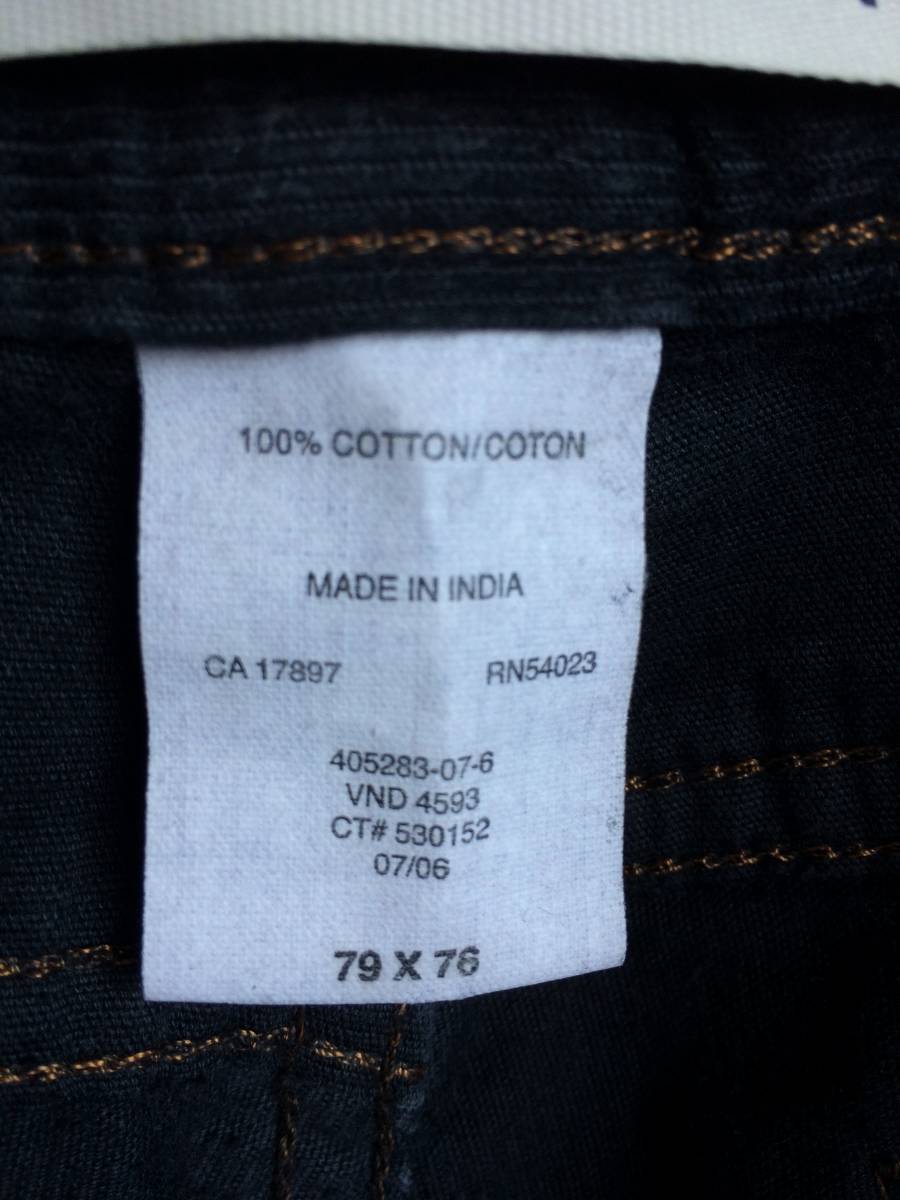 100% COTTON/COTON
MADE IN INDIA
CA 17897 RN54023
405283-07-6
VND 4593
CT# 530152
07/06
79 X 76